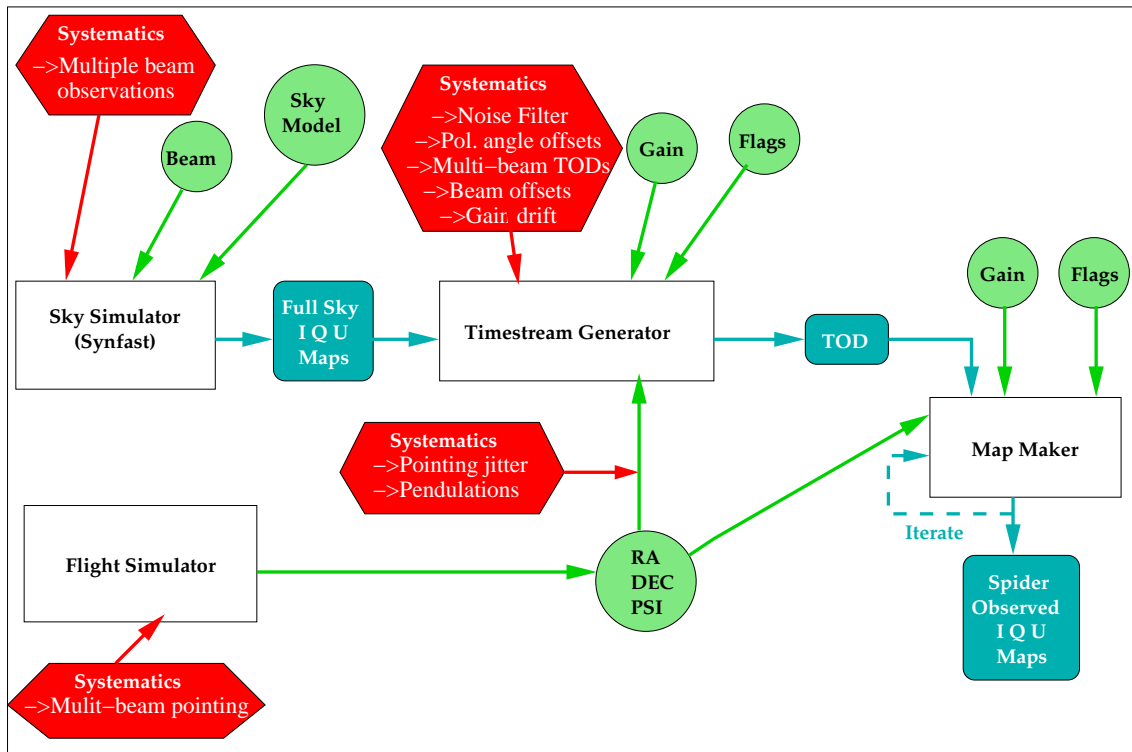 Systematics
–>Multiple beam
observations
Beam
Sky
Model
Systematics
–>Noise Filter
–>Pol. angle offsets
–>Multi–beam TODs
–>Beam offsets
–>Gain drift
Gain
Flags
Sky Simulator
(Synfast)
Full Sky
I Q U
Maps
Timestream Generator
TOD
Gain
Flags
Map Maker
Iterate
Systematics
–>Pointing jitter
–>Pendulations
Flight Simulator
RA
DEC
PSI
Spider
Observed
I Q U
Maps
Systematics
–>Mulit–beam pointing